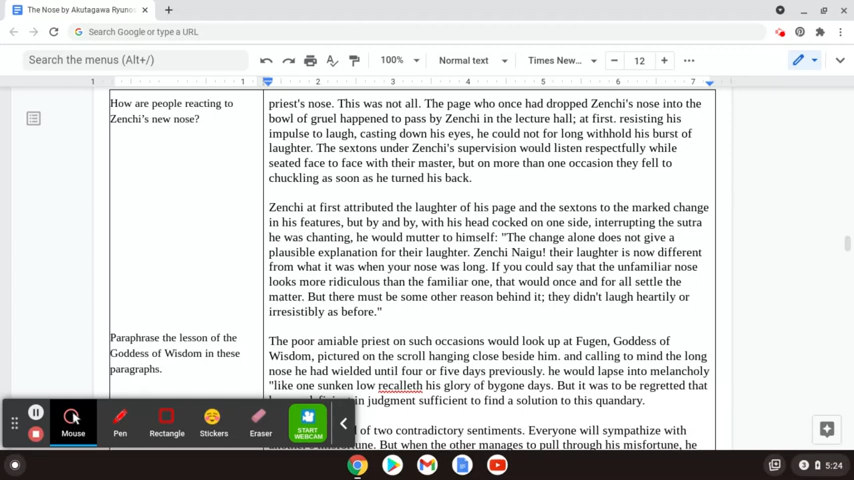 The Nose by Akutagawa Ryuno
Search Google or type a URL
Search the menus (Alt+/)
100%
Normal text
Times New...
12
1
1
2
3
4
5
6
7
How are people reacting to
Zenchi's new nose?
priest's nose. This was not all. The page who once had dropped Zenchi's nose into the
bowl of gruel happened to pass by Zenchi in the lecture hall; at first. resisting his
impulse to laugh, casting down his eyes, he could not for long withhold his burst of
laughter. The sextons under Zenchi's supervision would listen respectfully while
seated face to face with their master, but on more than one occasion they fell to
chuckling as soon as he turned his back.
Zenchi at first attributed the laughter of his page and the sextons to the marked change
in his features, but by and by, with his head cocked on one side, interrupting the sutra
he was chanting, he would mutter to himself: "The change alone does not give a
plausible explanation for their laughter. Zenchi Naigu! their laughter is now different
from what it was when your nose was long. If you could say that the unfamiliar nose
looks more ridiculous than the familiar one, that would once and for all settle the
matter. But there must be some other reason behind it; they didn't laugh heartily or
irresistibly as before."
Paraphrase the lesson of the
Goddess of Wisdom in these
paragraphs.
The poor amiable priest on such occasions would look up at Fugen, Goddess of
Wisdom, pictured on the scroll hanging close beside him. and calling to mind the long
nose he had wielded until four or five days previously. he would lapse into melancholy
"like one sunken low recalleth his glory of bygone days. But it was to be regretted that
in judgment sufficient to find a solution to this quandary.
of two contradictory sentiments. Everyone will sympathize with
another's misfortune. But when the other manages to pull through his misfortune, he
Mouse
Pen
Rectangle
Stickers
Eraser
START
WEBCAM
3
5:24